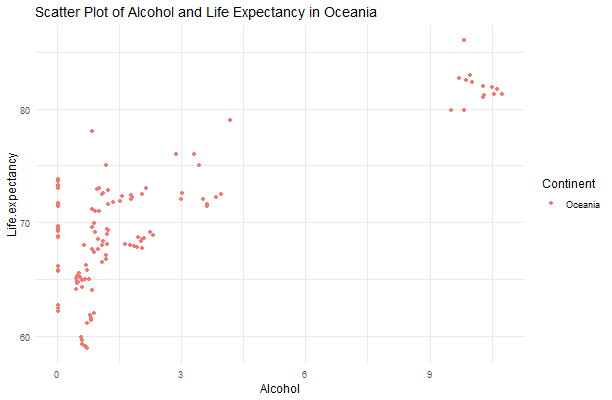 Scatter Plot of Alcohol and Life Expectancy in Oceania
80
70
60
Life.expectancy
0 3 6 9
Alcohol
Continent
Oceania